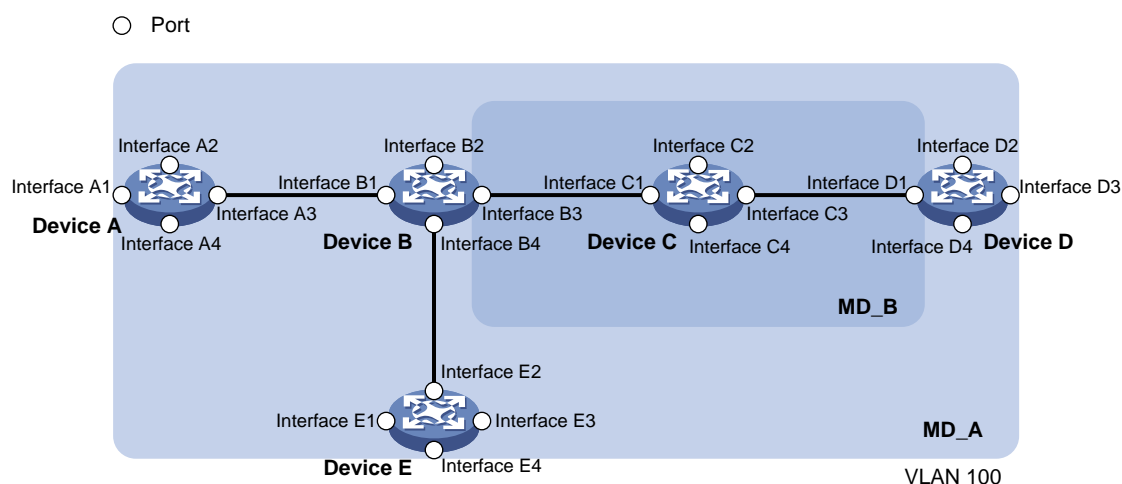 Port
Interface A2
Interface B2
Interface C2
Interface D2
Interface A1
Interface B1
Interface C1
Interface D1
Interface D3
Interface A3
Interface B3
Interface C3
Device A
Interface A4
Device B
Interface B4
Device C
Interface C4
Interface D4
Device D
MD_B
Interface E2
Interface E1
Interface E3
MD_A
Device E
Interface E4
VLAN 100